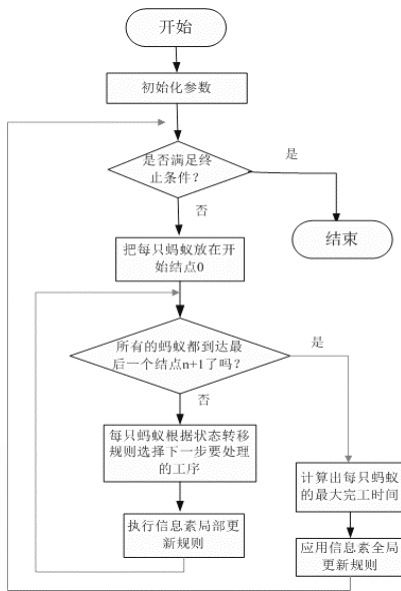 开始
初始化参数
是否满足终
止条件？
是
否
结束
把每只蚂蚁放在开
始结点0
所有的蚂蚁都到达最
后一个结点n+1了吗？
是
否
每只蚂蚁根据状态转移
规则选择下一步要处理
的工序
计算出每只蚂蚁
的最大完工时间
执行信息素局部更
新规则
应用信息素全局
更新规则